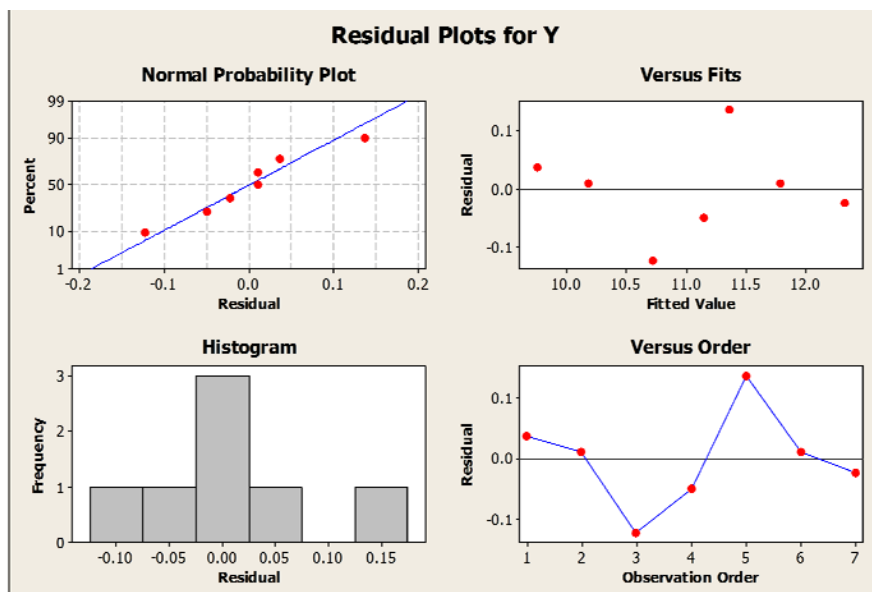 Residual Plots for Y
Normal Probability Plot
99
90
50
10
1
Percent
-0.2 -0.1 0.0 0.1 0.2
Residual
Versus Fits
0.1
0.0
-0.1
Residual
10.0 10.5 11.0 11.5 12.0
Fitted Value
Histogram
3
2
1
0
Frequency
-0.10 -0.05 0.00 0.05 0.10 0.15
Residual
Versus Order
0.1
0.0
-0.1
Residual
1 2 3 4 5 6 7
Observation Order